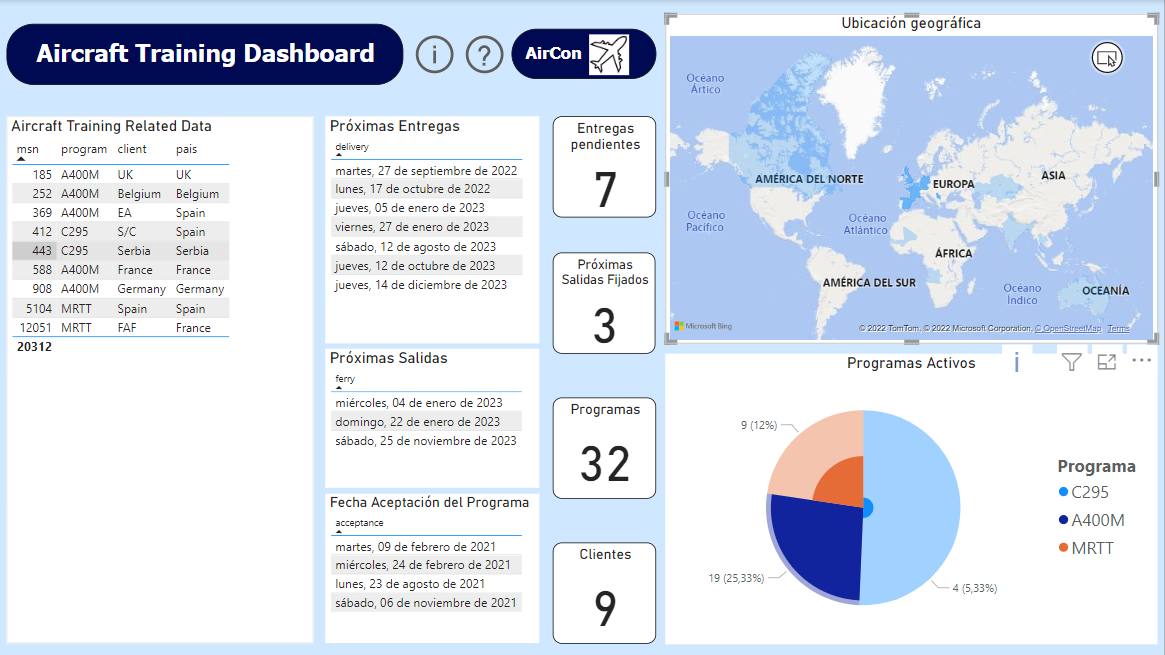 Aircraft Training Dashboard
i
?
AirCon
Aircraft Training Related Data
msn program client pais
185 A400M UK UK
252 A400M Belgium Belgium
369 A400M EA Spain
412 C295 S/C Spain
443 C295 Serbia Serbia
588 A400M France France
908 A400M Germany Germany
5104 MRTT Spain Spain
12051 MRTT FAF France
20312
Próximas Entregas
delivery
martes, 27 de septiembre de 2022
lunes, 17 de octubre de 2022
jueves, 05 de enero de 2023
viernes, 27 de enero de 2023
sábado, 12 de agosto de 2023
jueves, 12 de octubre de 2023
jueves, 14 de diciembre de 2023
Próximas Salidas
ferry
miércoles, 04 de enero de 2023
domingo, 22 de enero de 2023
sábado, 25 de noviembre de 2023
Fecha Aceptación del Programa
acceptance
martes, 09 de febrero de 2021
miércoles, 24 de febrero de 2021
lunes, 23 de agosto de 2021
sábado, 06 de noviembre de 2021
Entregas
pendientes
7
Próximas
Salidas Fijados
3
Programas
32
Clientes
9
Ubicación geográfica
Océano
Ártico
AMÉRICA DEL NORTE
EUROPA
ASIA
Océano
Pacífico
Océano
Atlántico
ÁFRICA
AMÉRICA DEL SUR
Océano
Índico
OCEANÍA
Microsoft Bing
© 2022 TomTom, © 2022 Microsoft Corporation, © OpenStreetMap Terms
Programas Activos
i
9 (12%)
19 (25,33%)
4 (5,33%)
Programa
C295
A400M
MRTT